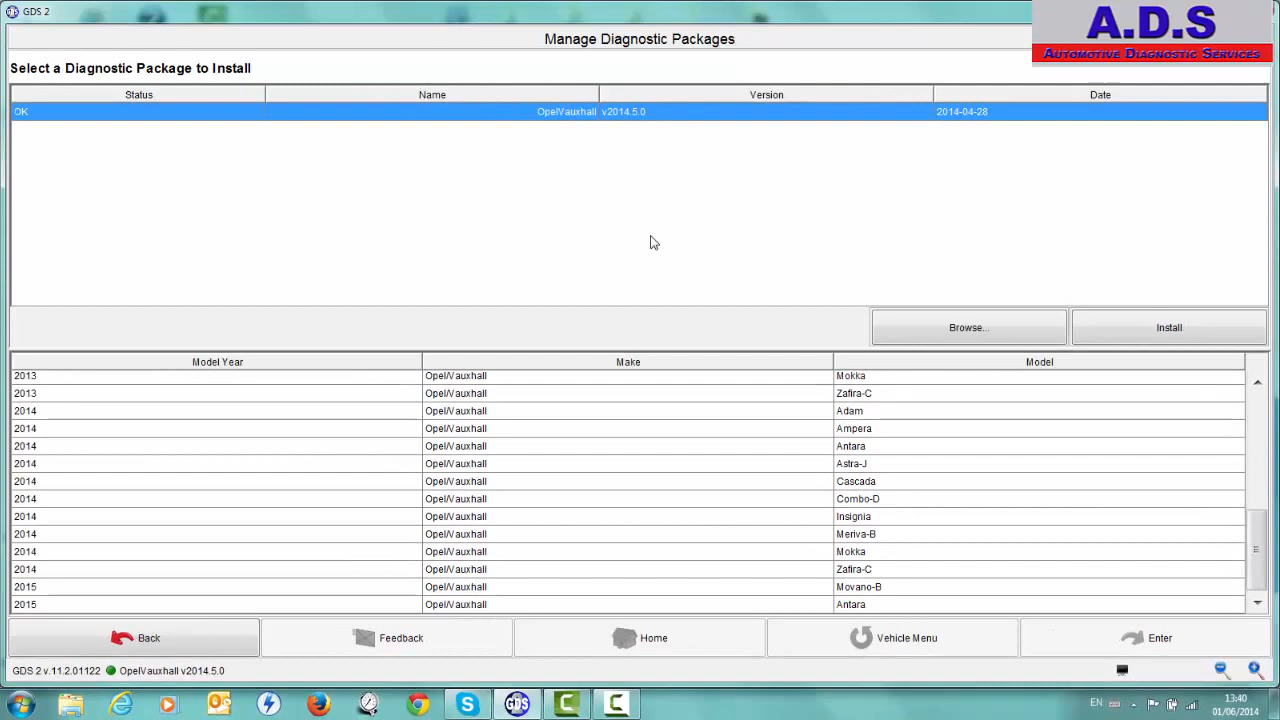 GDS 2
A.D.S
AUTOMOTIVE DIAGNOSTIC SERVICES
Manage Diagnostic Packages
Select a Diagnostic Package to Install
Status Name Version Date
OK Opel/Vauxhall v2014.5.0 2014-04-28
Browse... Install
Model Year Make Model
2013 Opel/Vauxhall Mokka
2013 Opel/Vauxhall Zafira-C
2014 Opel/Vauxhall Adam
2014 Opel/Vauxhall Ampera
2014 Opel/Vauxhall Antara
2014 Opel/Vauxhall Astra-J
2014 Opel/Vauxhall Cascada
2014 Opel/Vauxhall Combo-D
2014 Opel/Vauxhall Insignia
2014 Opel/Vauxhall Meriva-B
2014 Opel/Vauxhall Mokka
2014 Opel/Vauxhall Zafira-C
2015 Opel/Vauxhall Movano-B
2015 Opel/Vauxhall Antara
Back Feedback Home Vehicle Menu Enter
GDS 2 v.11.2.01122 Opel/Vauxhall v2014.5.0
GDS EN 13:40
01/06/2014